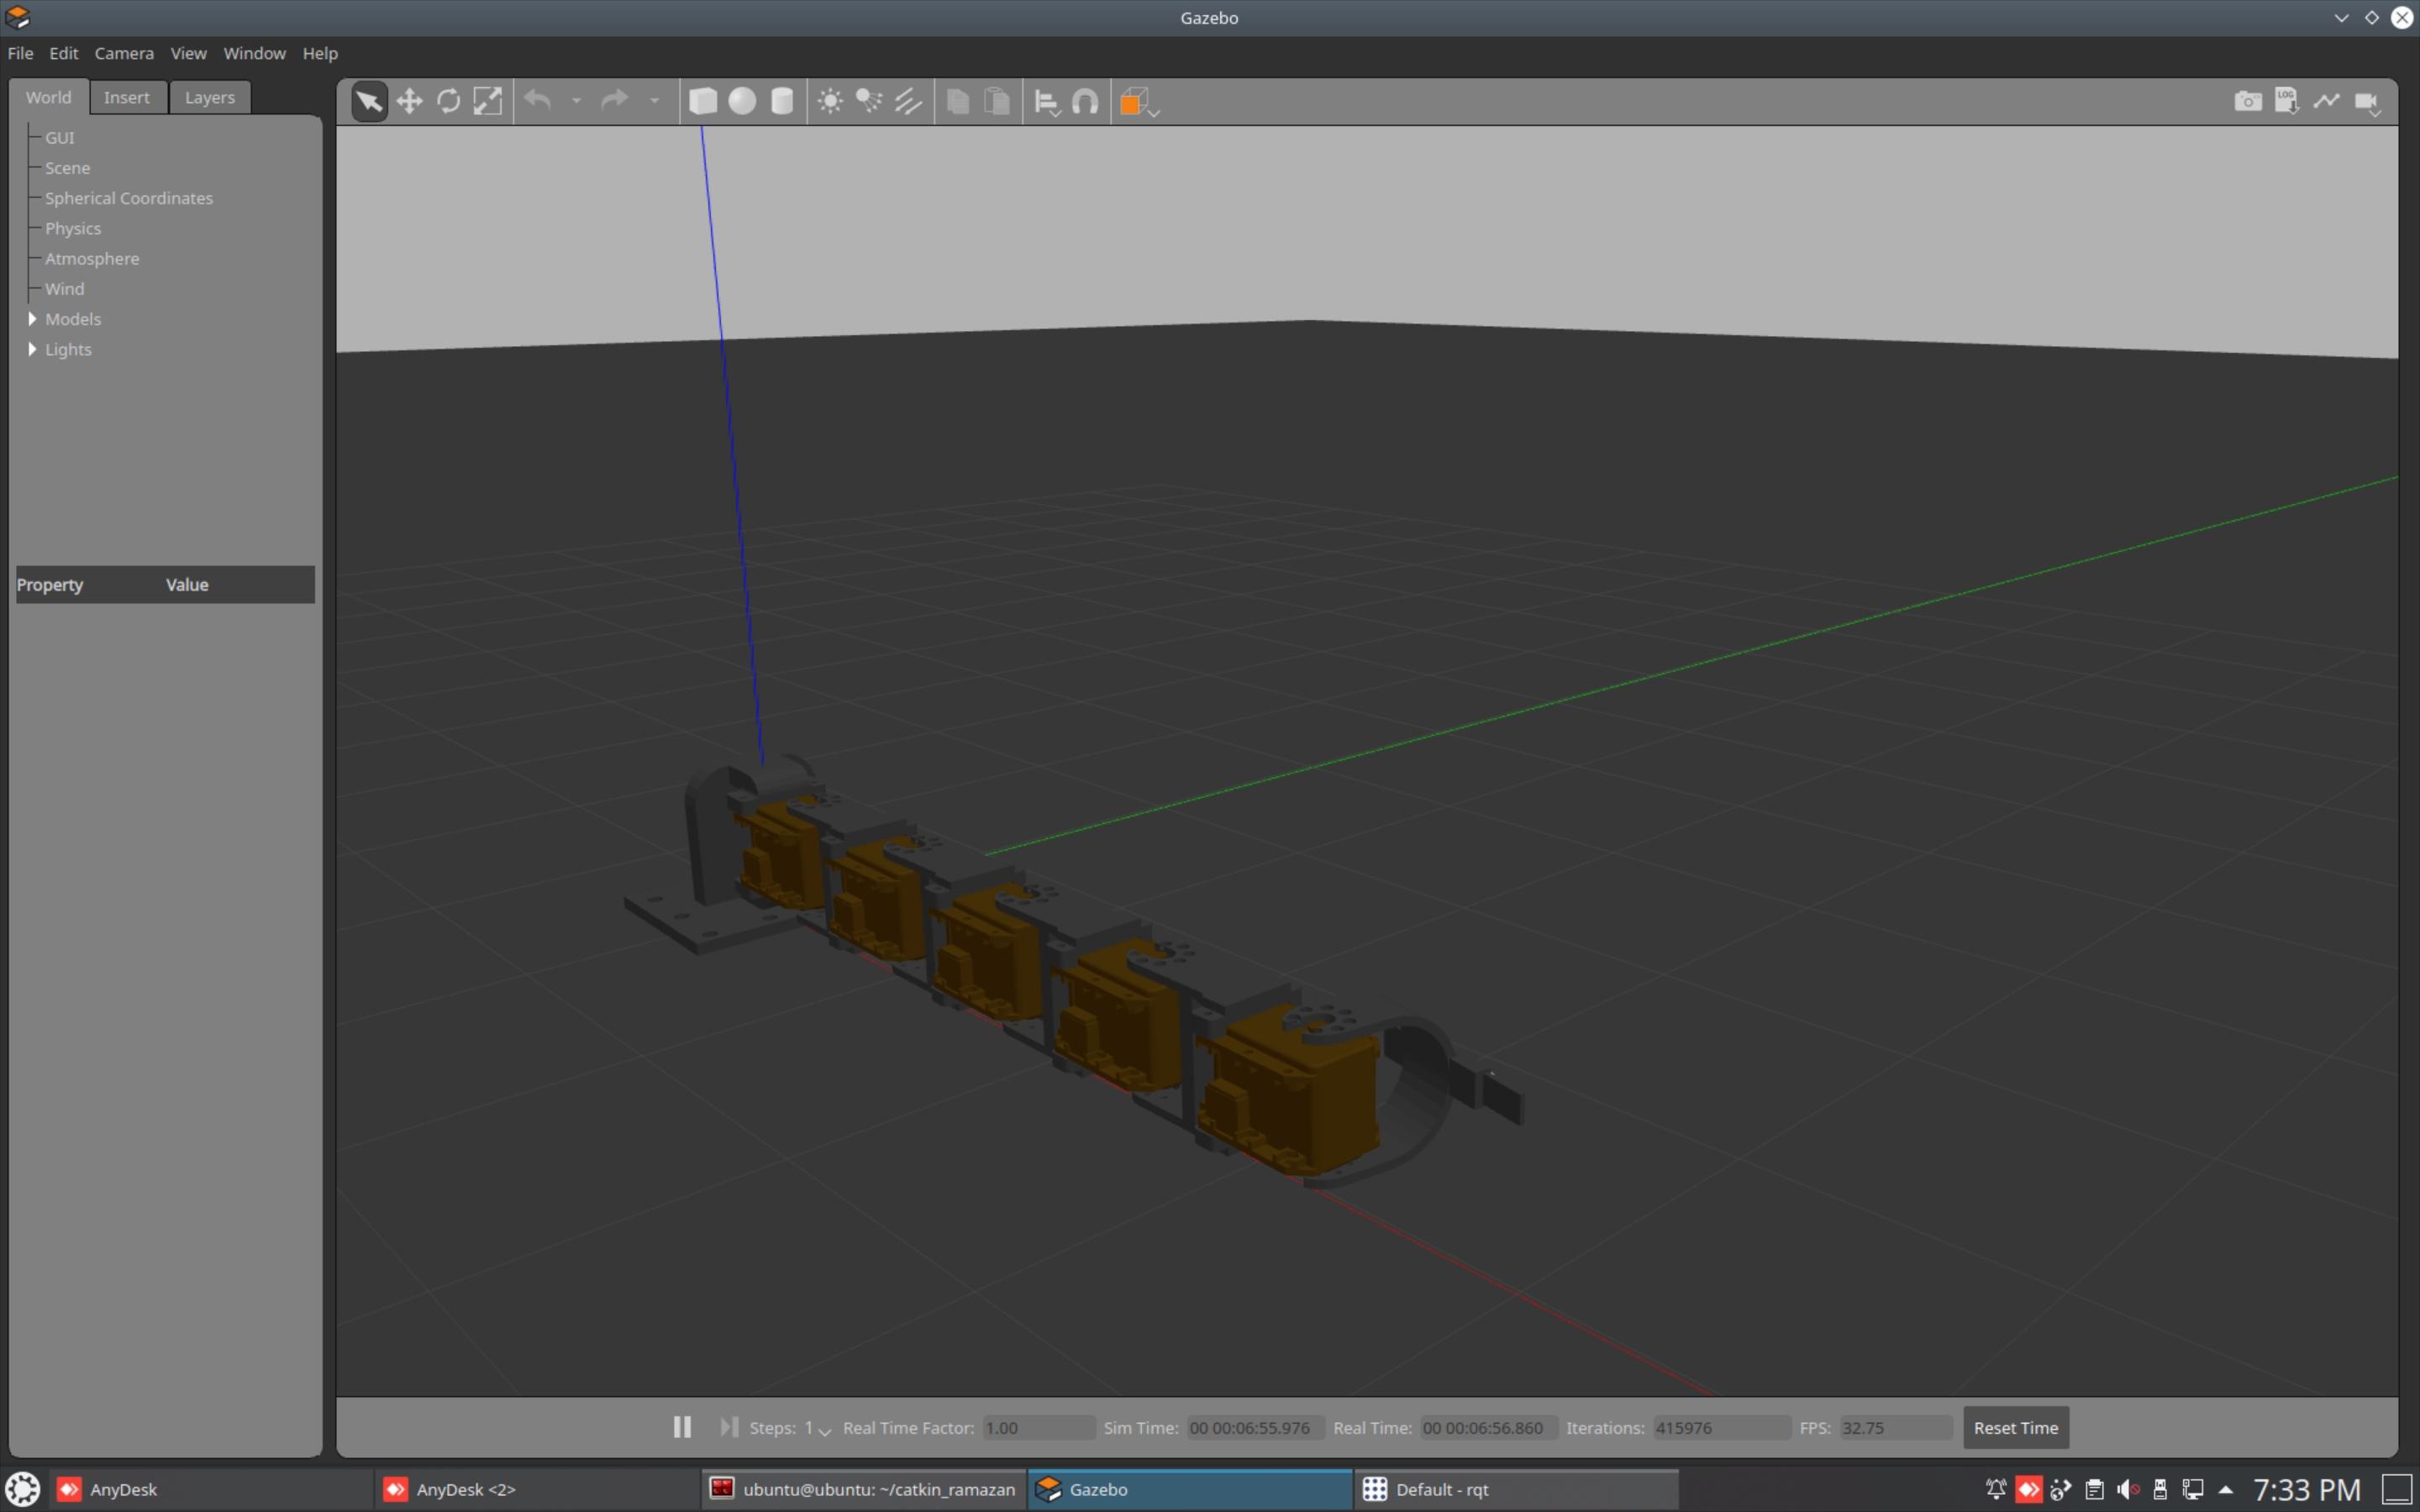 Gazebo
File Edit Camera View Window Help
World Insert Layers
GUI
Scene
Spherical Coordinates
Physics
Atmosphere
Wind
Models
Lights
Property Value
LOG
Steps: 1 Real Time Factor: 1.00 Sim Time: 00 00:06:55.976 Real Time: 00 00:06:56.860 Iterations: 415976 FPS: 32.75 Reset Time
AnyDesk AnyDesk <2> ubuntu@ubuntu: ~/catkin_ramazan Gazebo Default - rqt 7:33 PM